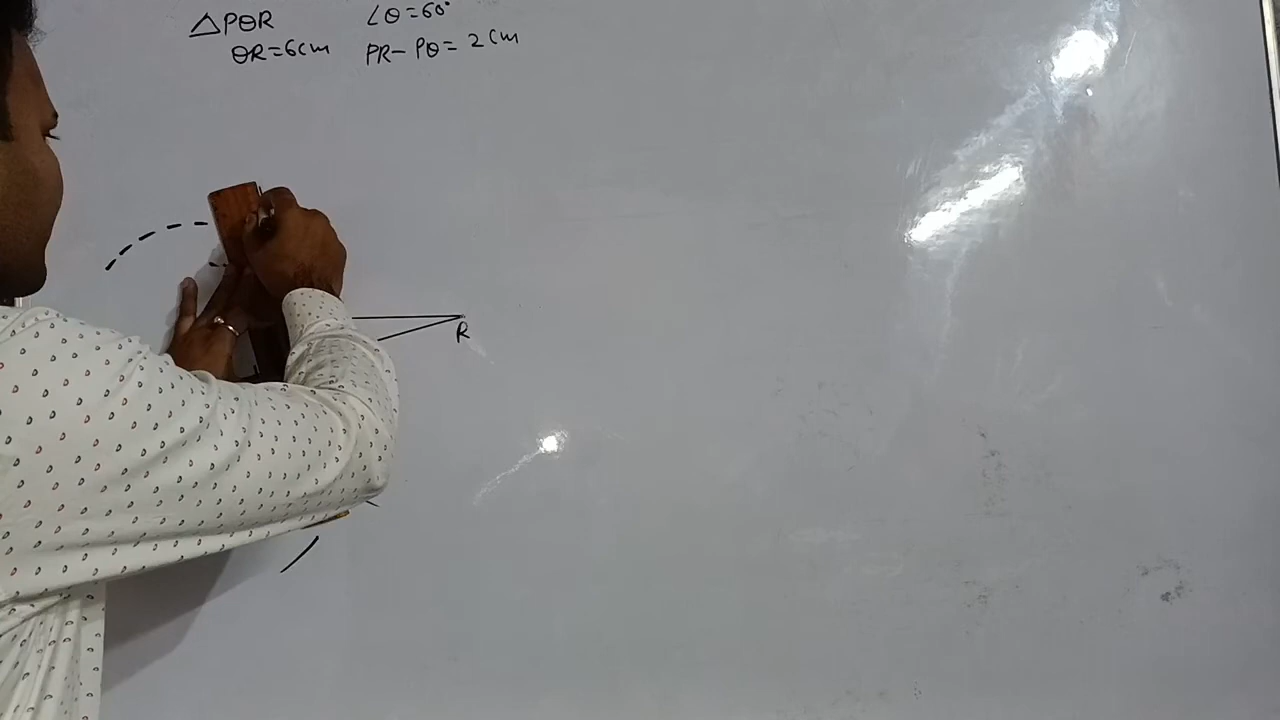 △PQR ∠Q=60°
QR=6cm PR-PQ= 2cm
R